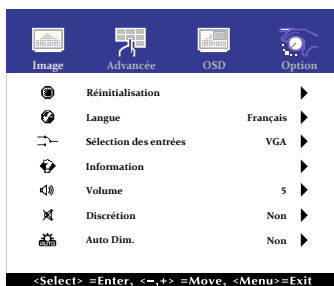 Image Advancée OSD Option
Réinitialisation
Langue Français
Sélection des entrées VGA
Information
Volume 5
Discrétion Non
Auto Dim. Non
<Select> =Enter, <−,+> =Move, <Menu>=Exit